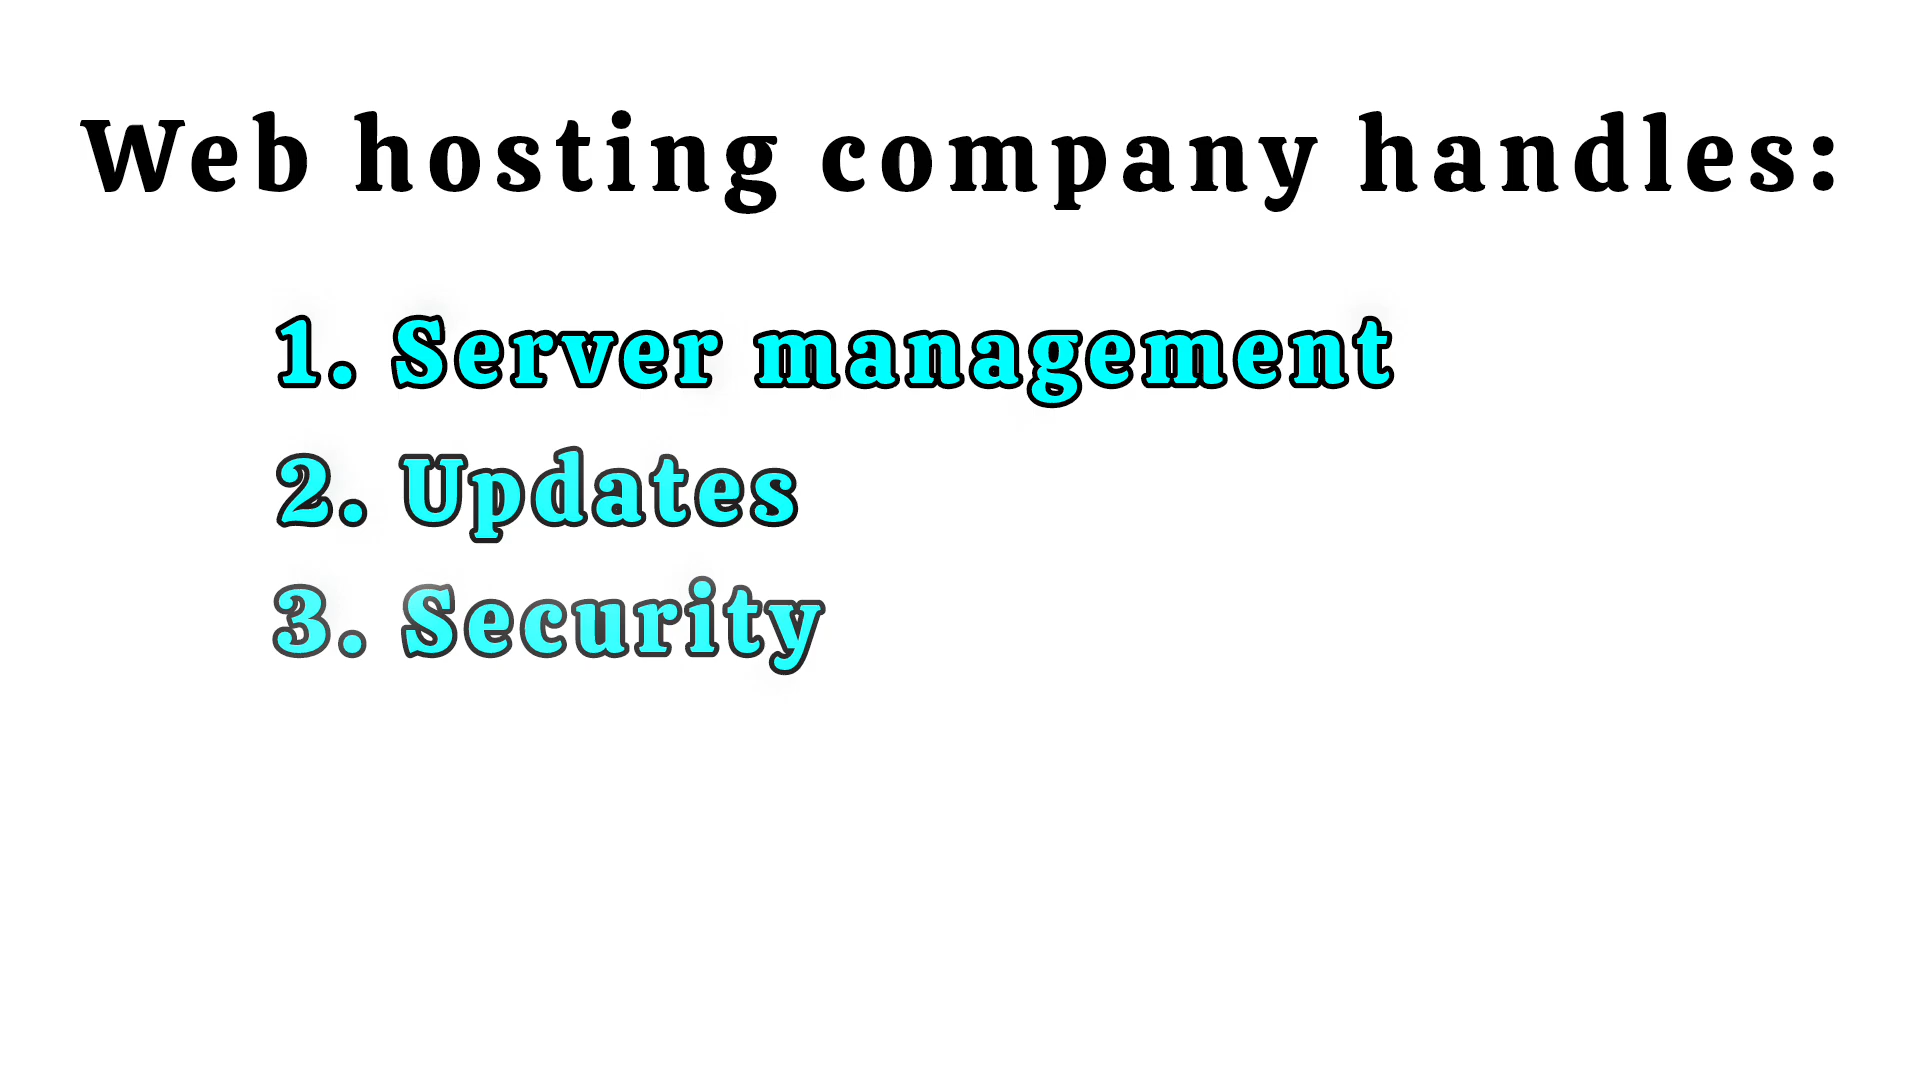 Web hosting company handles:
1. Server management
2. Updates
3. Security